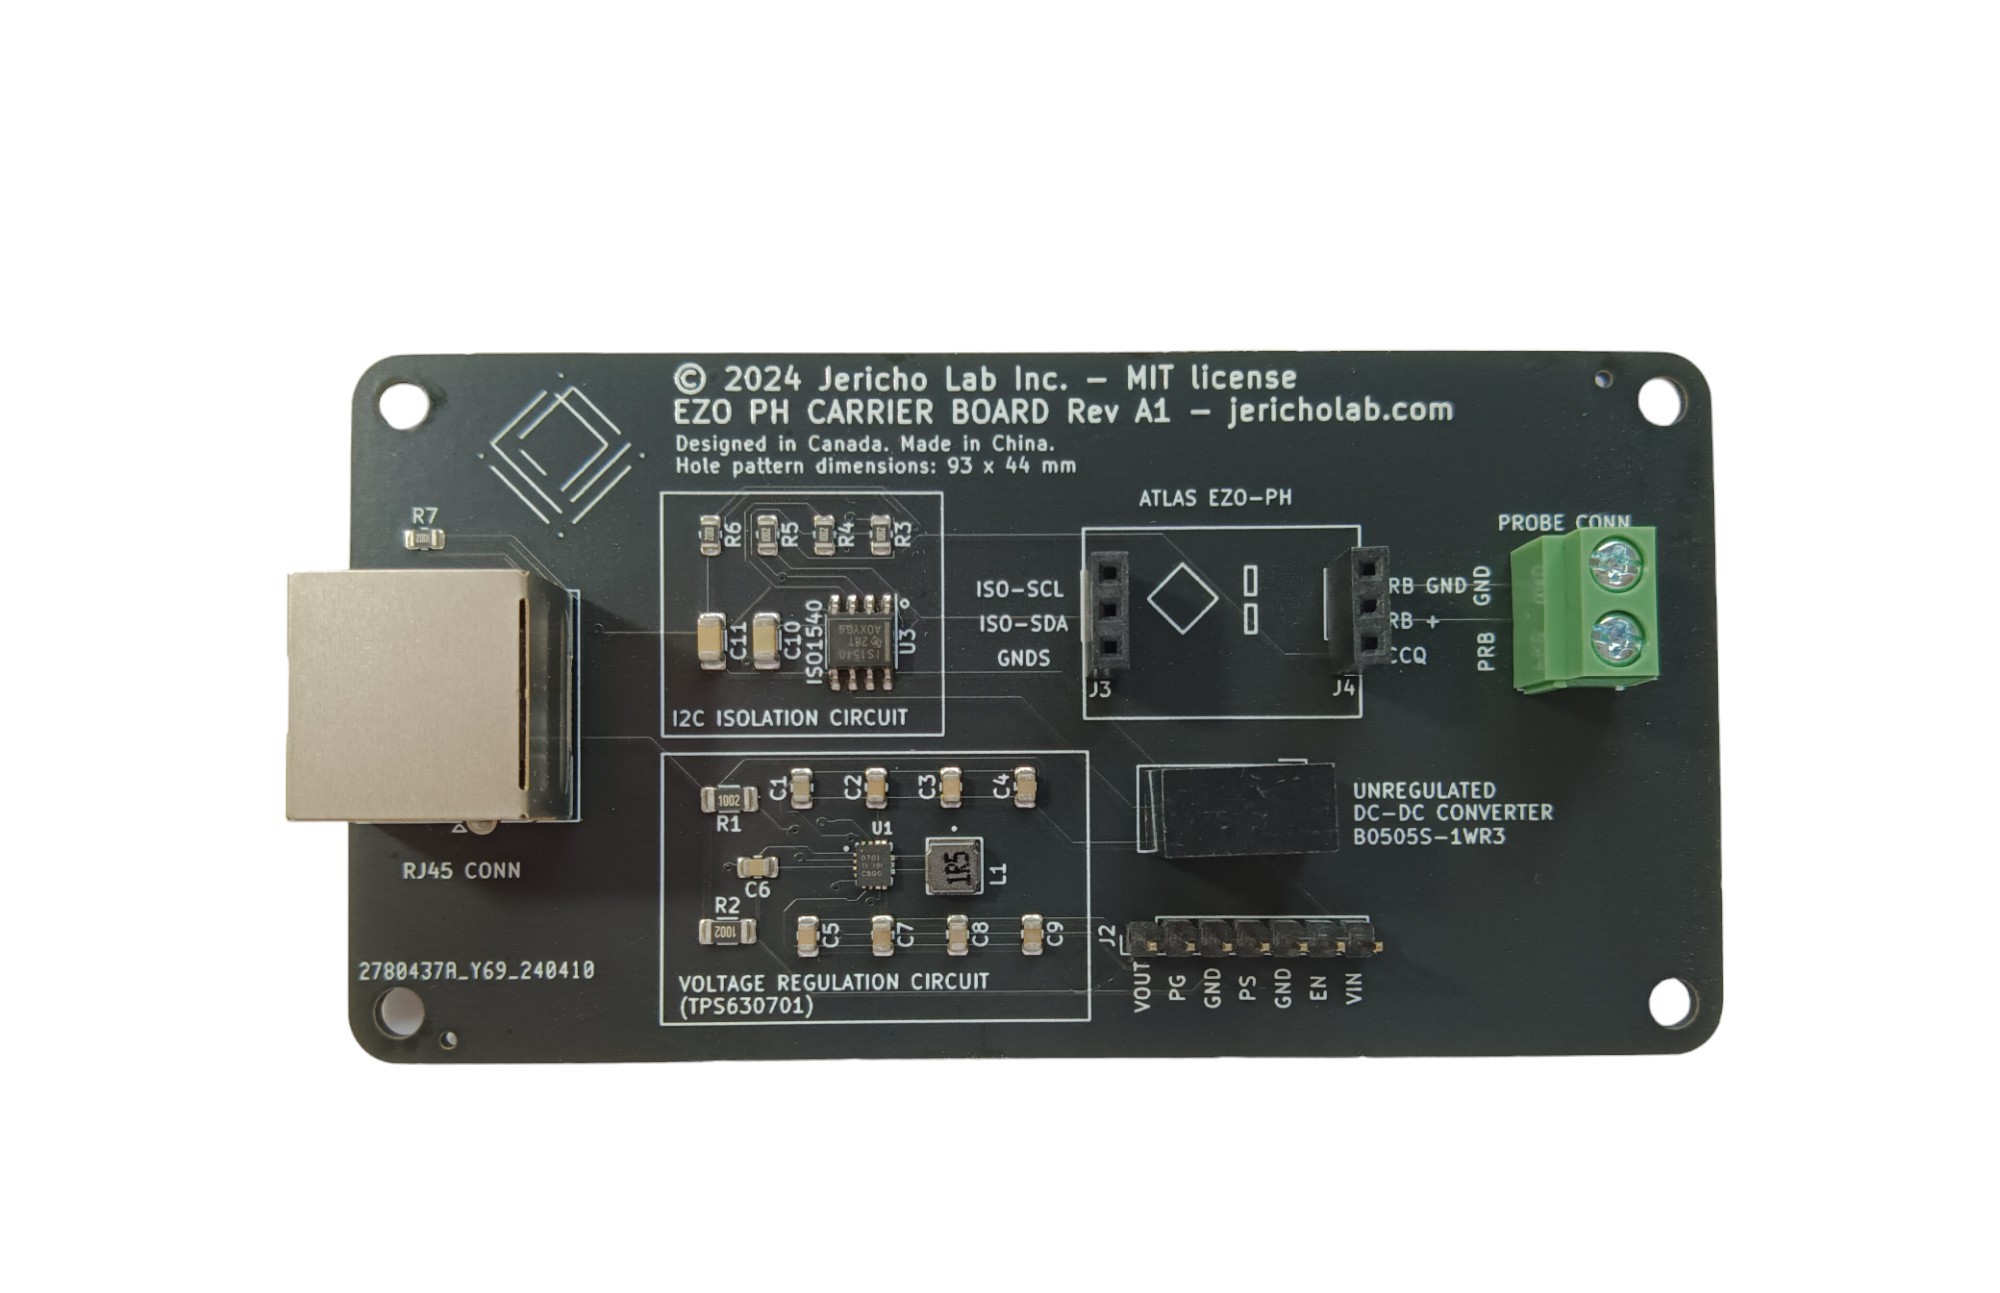 © 2024 Jericho Lab Inc. – MIT license
EZO PH CARRIER BOARD Rev A1 – jericholab.com
Designed in Canada. Made in China.
Hole pattern dimensions: 93 x 44 mm
ATLAS EZO-PH
R7
R6
R5
R4
R3
PROBE CONN
GND
PRB
ISO-SCL
ISO-SDA
GNDS
RB GND
RB +
CCQ
J3
J4
C11
C10
ISO1540
IS1540
U3
I2C ISOLATION CIRCUIT
C1
C2
C3
C4
1002
R1
U1
C6
1R5
L1
R2
1002
C5
C7
C8
C9
J2
UNREGULATED
DC-DC CONVERTER
B0505S-1WR3
RJ45 CONN
2780437A_Y69_240410
VOLTAGE REGULATION CIRCUIT
(TPS630701)
VOUT
PG
GND
PS
GND
EN
VIN